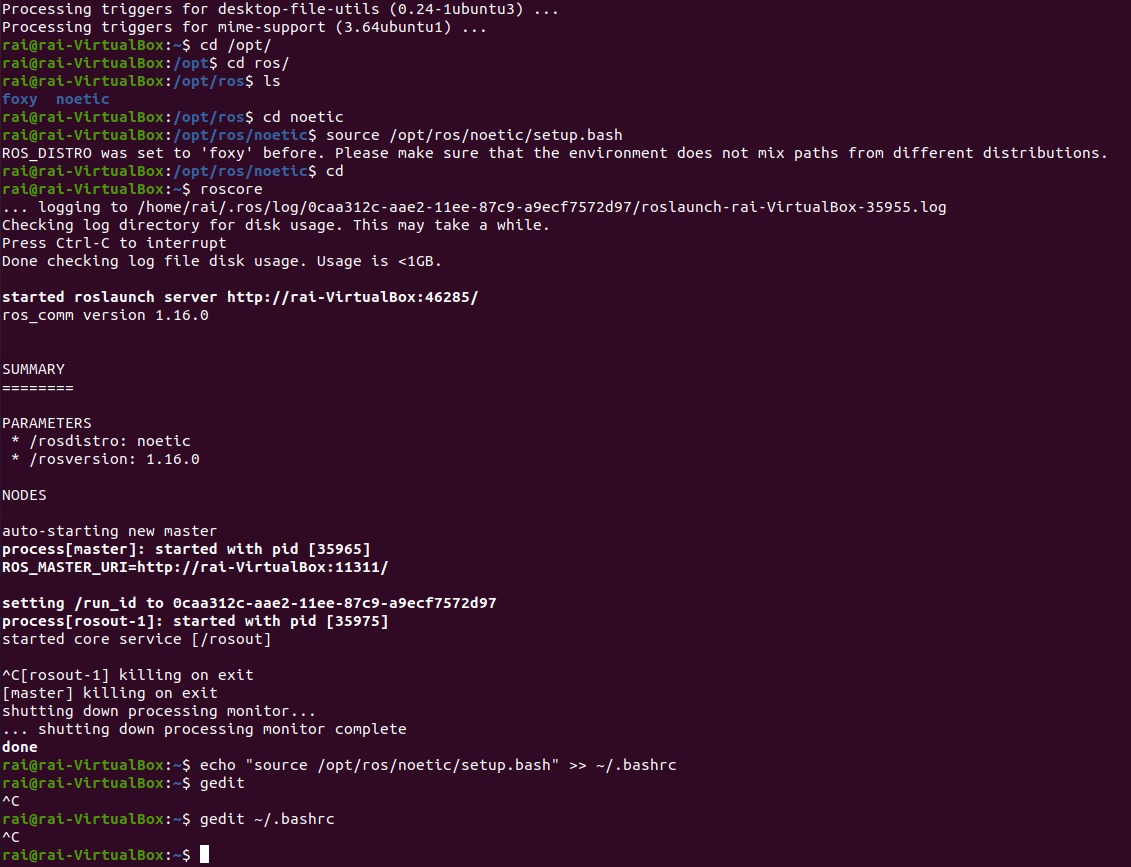 Processing triggers for desktop-file-utils (0.24-1ubuntu3) ...
Processing triggers for mime-support (3.64ubuntu1) ...
rai@rai-VirtualBox:~$ cd /opt/
rai@rai-VirtualBox:/opt$ cd ros/
rai@rai-VirtualBox:/opt/ros$ ls
foxy  noetic
rai@rai-VirtualBox:/opt/ros$ cd noetic
rai@rai-VirtualBox:/opt/ros/noetic$ source /opt/ros/noetic/setup.bash
ROS_DISTRO was set to 'foxy' before. Please make sure that the environment does not mix paths from different distributions.
rai@rai-VirtualBox:/opt/ros/noetic$ cd
rai@rai-VirtualBox:~$ roscore
... logging to /home/rai/.ros/log/0caa312c-aae2-11ee-87c9-a9ecf7572d97/roslaunch-rai-VirtualBox-35955.log
Checking log directory for disk usage. This may take a while.
Press Ctrl-C to interrupt
Done checking log file disk usage. Usage is <1GB.
started roslaunch server http://rai-VirtualBox:46285/
ros_comm version 1.16.0
SUMMARY
========
PARAMETERS
 * /rosdistro: noetic
 * /rosversion: 1.16.0
NODES
auto-starting new master
process[master]: started with pid [35965]
ROS_MASTER_URI=http://rai-VirtualBox:11311/
setting /run_id to 0caa312c-aae2-11ee-87c9-a9ecf7572d97
process[rosout-1]: started with pid [35975]
started core service [/rosout]
^C[rosout-1] killing on exit
[master] killing on exit
shutting down processing monitor...
... shutting down processing monitor complete
done
rai@rai-VirtualBox:~$ echo "source /opt/ros/noetic/setup.bash" >> ~/.bashrc
rai@rai-VirtualBox:~$ gedit
^C
rai@rai-VirtualBox:~$ gedit ~/.bashrc
^C
rai@rai-VirtualBox:~$